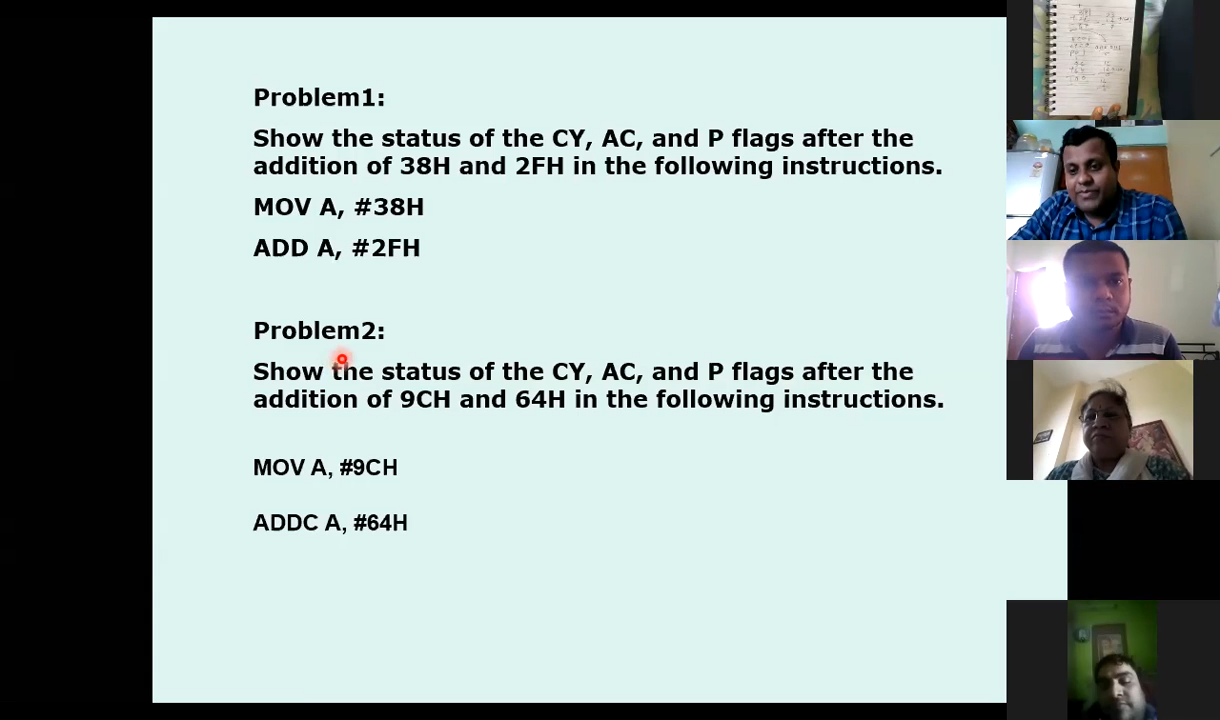 Problem1:
Show the status of the CY, AC, and P flags after the
addition of 38H and 2FH in the following instructions.
MOV A, #38H
ADD A, #2FH
Problem2:
Show the status of the CY, AC, and P flags after the
addition of 9CH and 64H in the following instructions.
MOV A, #9CH
ADDC A, #64H